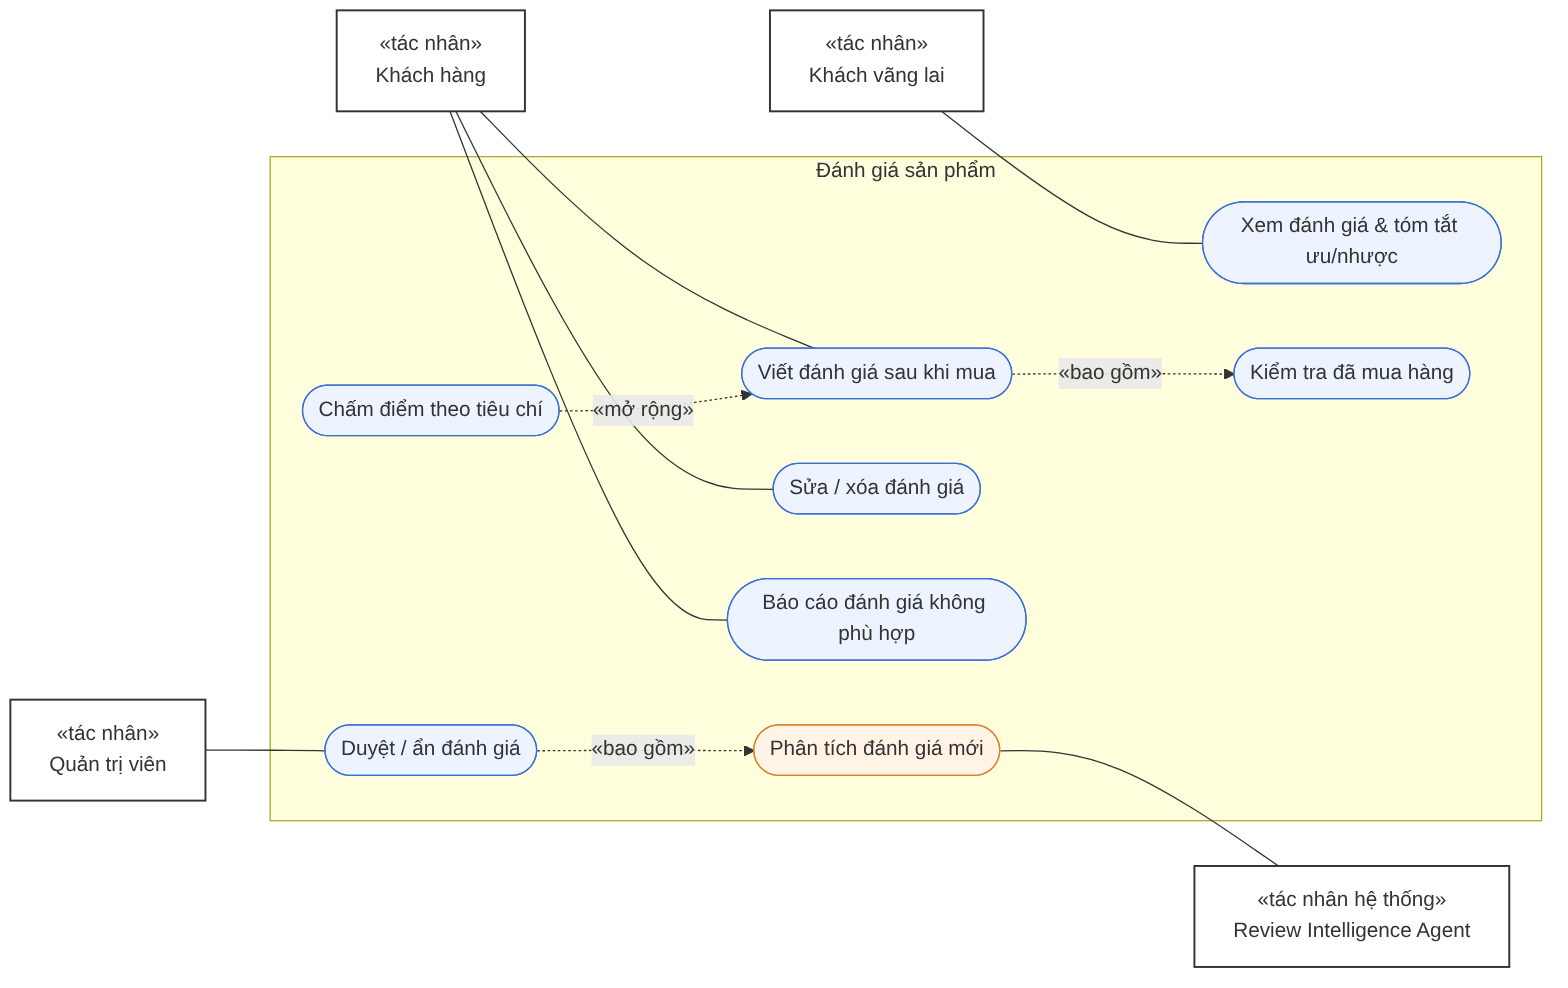 «tác nhân»
Khách hàng
«tác nhân»
Khách vãng lai
Đánh giá sản phẩm
Xem đánh giá & tóm tắt
ưu/nhược
Viết đánh giá sau khi mua
«bao gồm»
Kiểm tra đã mua hàng
Chấm điểm theo tiêu chí
«mở rộng»
Sửa / xóa đánh giá
Báo cáo đánh giá không
phù hợp
«tác nhân»
Quản trị viên
Duyệt / ẩn đánh giá
«bao gồm»
Phân tích đánh giá mới
«tác nhân hệ thống»
Review Intelligence Agent